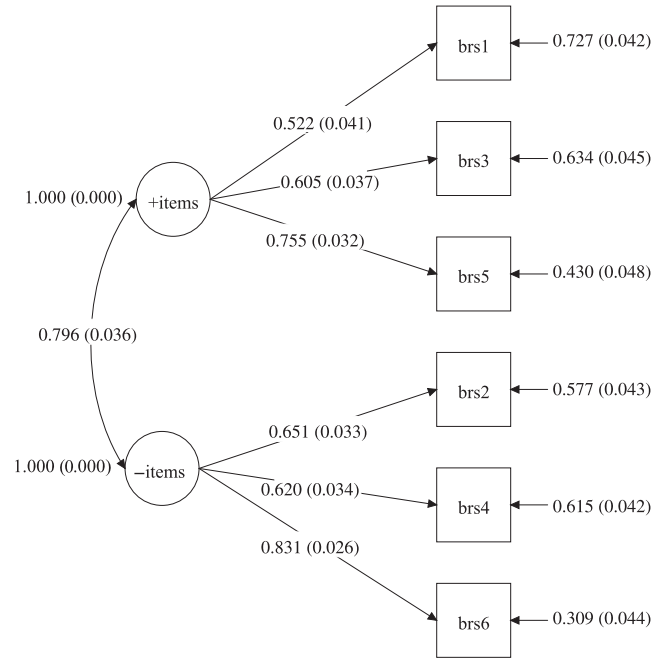 brs1
0.727 (0.042)
0.522 (0.041)
brs3
0.634 (0.045)
0.605 (0.037)
1.000 (0.000)
+items
0.755 (0.032)
brs5
0.430 (0.048)
0.796 (0.036)
brs2
0.577 (0.043)
0.651 (0.033)
1.000 (0.000)
−items
0.620 (0.034)
brs4
0.615 (0.042)
0.831 (0.026)
brs6
0.309 (0.044)